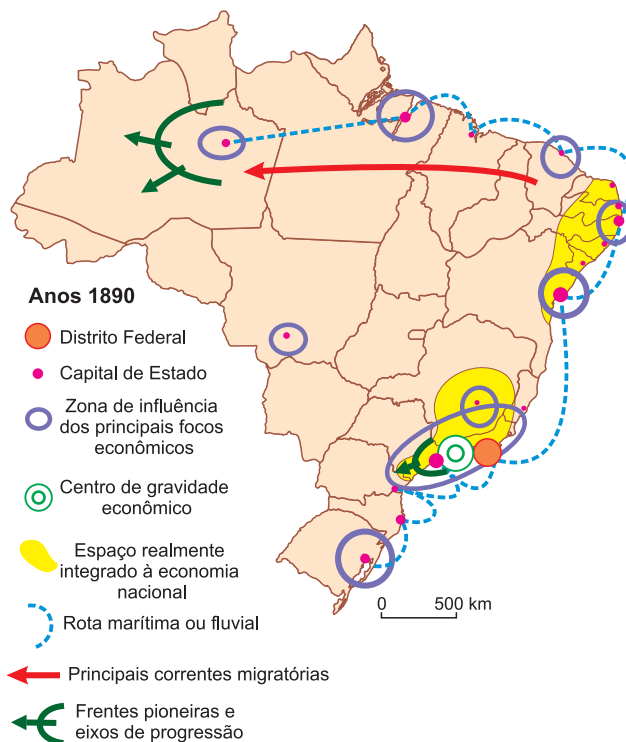 Anos 1890
Distrito Federal
Capital de Estado
Zona de influência
dos principais focos
econômicos
Centro de gravidade
econômico
Espaço realmente
integrado à economia
nacional
0 500 km
Rota marítima ou fluvial
Principais correntes migratórias
Frentes pioneiras e
eixos de progressão